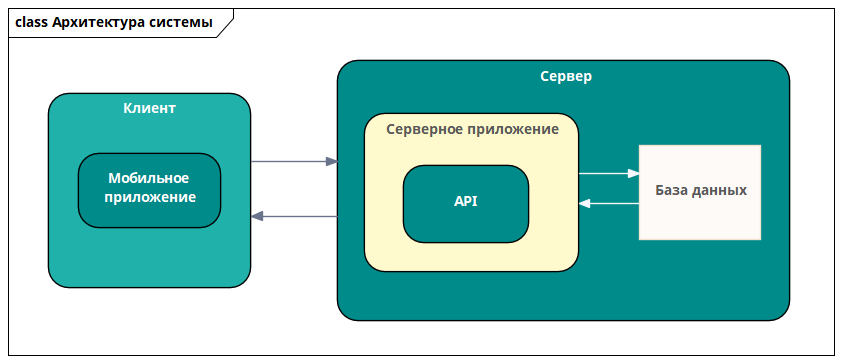 class Архитектура системы
Сервер
Клиент
Серверное приложение
Мобильное
приложение
API
База данных